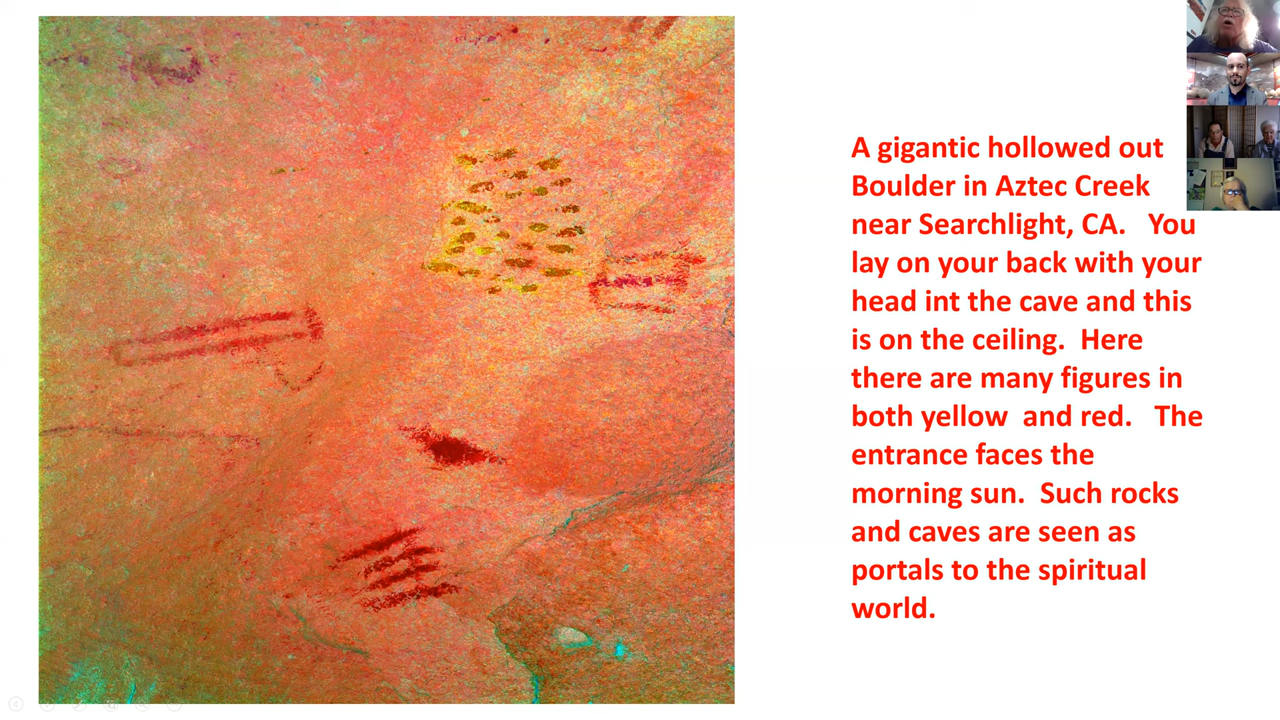 A gigantic hollowed out
Boulder in Aztec Creek
near Searchlight, CA.   You
lay on your back with your
head int the cave and this
is on the ceiling.  Here
there are many figures in
both yellow  and red.   The
entrance faces the
morning sun.  Such rocks
and caves are seen as
portals to the spiritual
world.